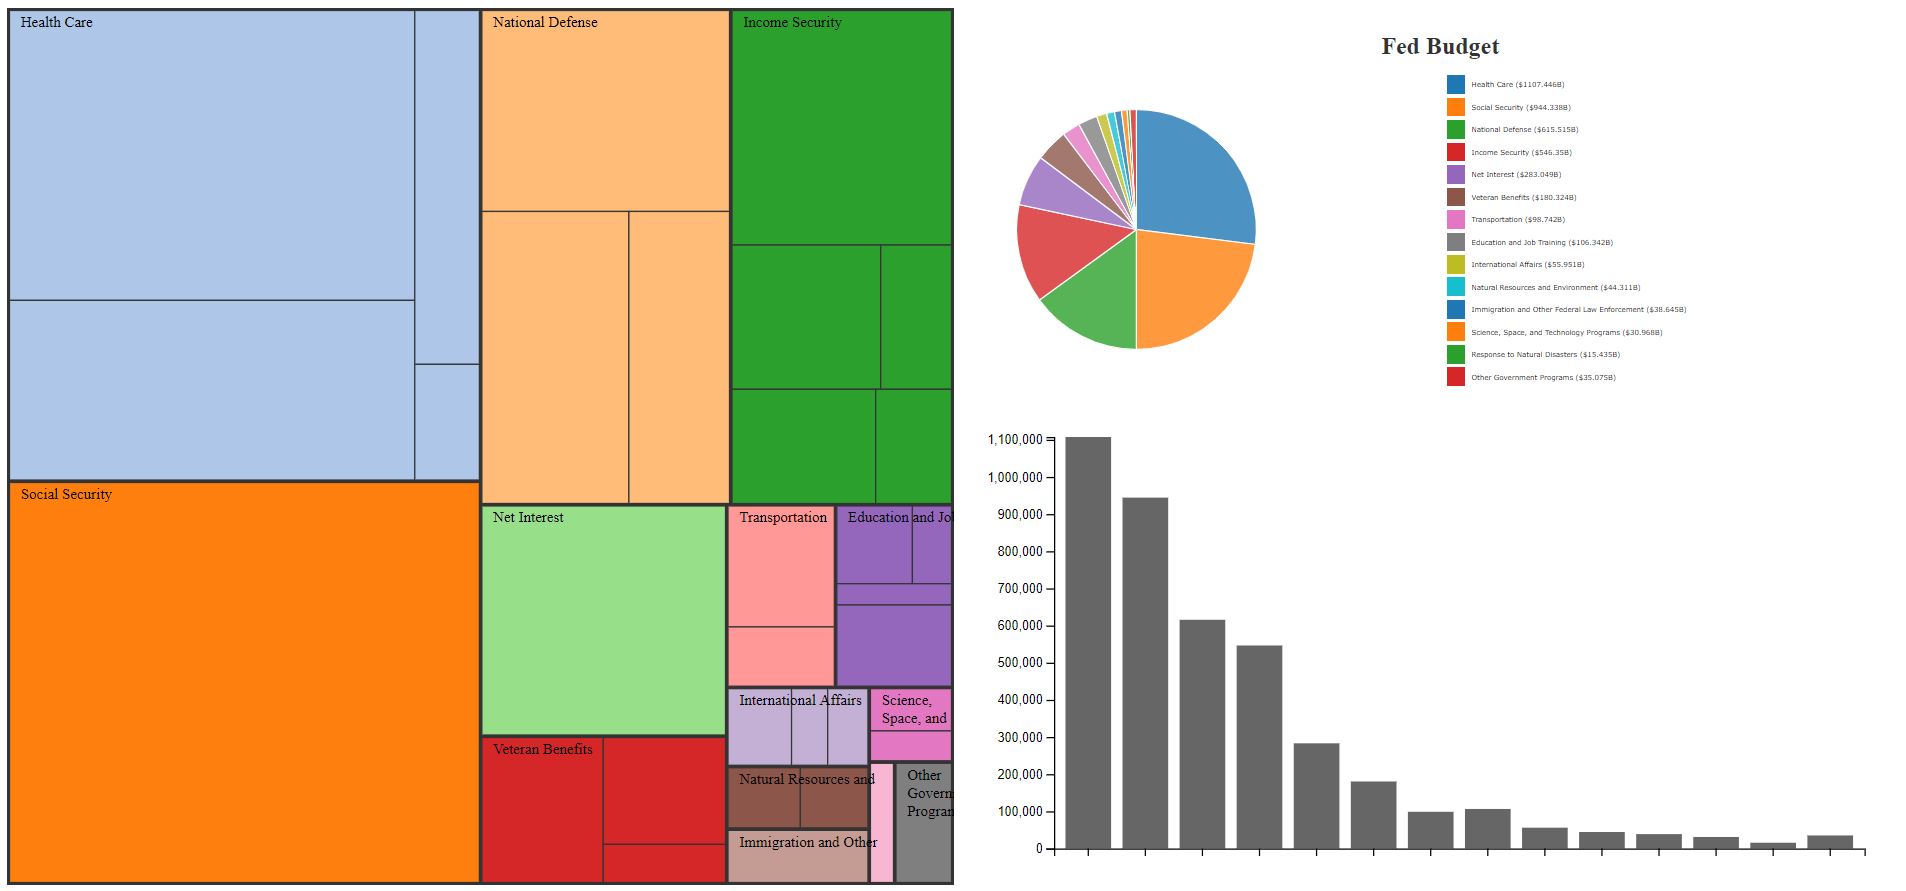 Health Care
National Defense
Income Security
Social Security
Net Interest
Transportation
Education and Jo
International Affairs
Science,
Space, and
Veteran Benefits
Natural Resources and
Other
Govern
Program
Immigration and Other
Fed Budget
Health Care ($1107.446B)
Social Security ($944.338B)
National Defense ($615.515B)
Income Security ($546.35B)
Net Interest ($283.049B)
Veteran Benefits ($180.324B)
Transportation ($98.742B)
Education and Job Training ($106.342B)
International Affairs ($55.951B)
Natural Resources and Environment ($44.311B)
Immigration and Other Federal Law Enforcement ($38.645B)
Science, Space, and Technology Programs ($30.968B)
Response to Natural Disasters ($15.435B)
Other Government Programs ($35.075B)
1,100,000
1,000,000
900,000
800,000
700,000
600,000
500,000
400,000
300,000
200,000
100,000
0